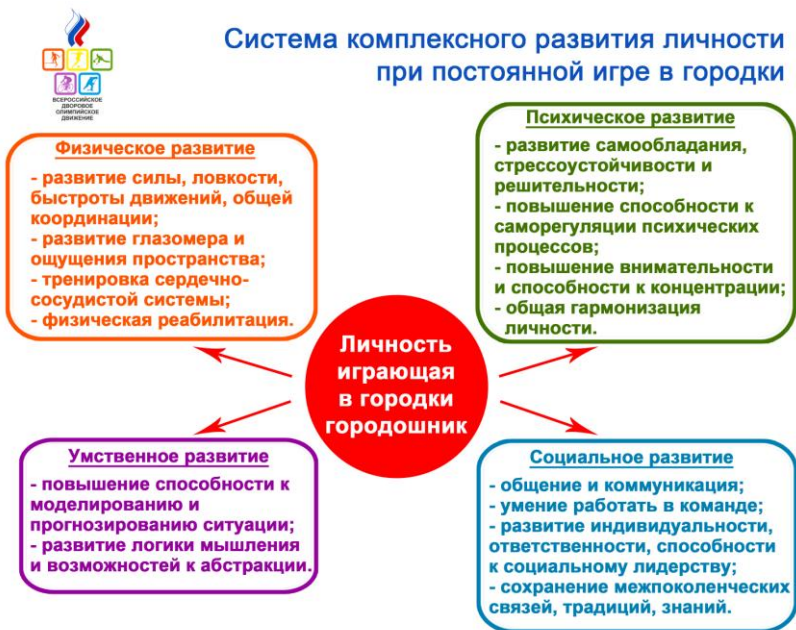 Система комплексного развития личности
при постоянной игре в городки
ВСЕРОССИЙСКОЕ
ДВОРОВОЕ
ОЛИМПИЙСКОЕ
ДВИЖЕНИЕ
Физическое развитие
- развитие силы, ловкости,
быстроты движений, общей
координации;
- развитие глазомера и
ощущения пространства;
- тренировка сердечно-
сосудистой системы;
- физическая реабилитация.
Психическое развитие
- развитие самообладания,
стрессоустойчивости и
решительности;
- повышение способности к
саморегуляции психических
процессов;
- повышение внимательности
и способности к концентрации;
- общая гармонизация
личности.
Личность
играющая
в городки
городошник
Умственное развитие
- повышение способности к
моделированию и
прогнозированию ситуации;
- развитие логики мышления
и возможностей к абстракции.
Социальное развитие
- общение и коммуникация;
- умение работать в команде;
- развитие индивидуальности,
ответственности, способности
к социальному лидерству;
- сохранение межпоколенческих
связей, традиций, знаний.